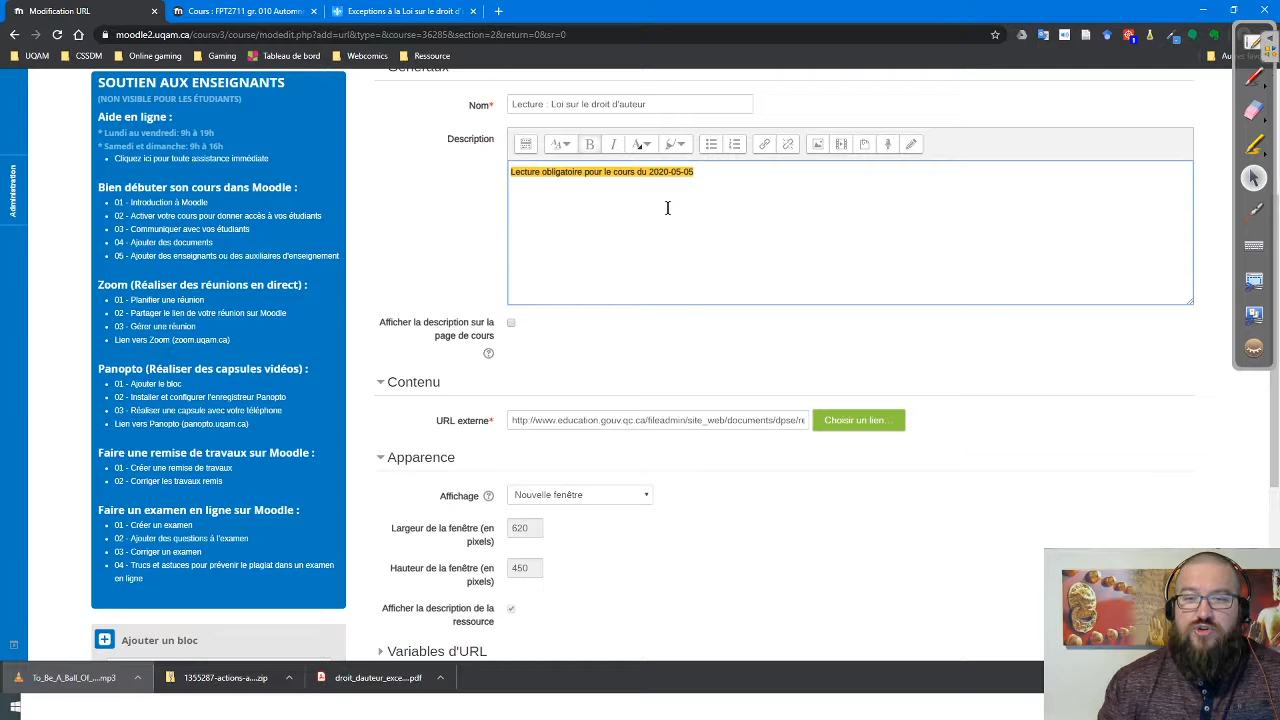 Modification URL
Cours : FPT2711 gr. 010 Automn
Exceptions à la Loi sur le droit d'
moodle2.uqam.ca/coursv3/course/modedit.php?add=url&type=&course=36285&section=2&return=0&sr=0
UQAM
CSSDM
Online gaming
Gaming
Tableau de bord
Webcomics
Ressource
Administration
SOUTIEN AUX ENSEIGNANTS
(NON VISIBLE POUR LES ÉTUDIANTS)
Aide en ligne :
* Lundi au vendredi: 9h à 19h
* Samedi et dimanche: 9h à 16h
Cliquez ici pour toute assistance immédiate
Bien débuter son cours dans Moodle :
01 - Introduction à Moodle
02 - Activer votre cours pour donner accès à vos étudiants
03 - Communiquer avec vos étudiants
04 - Ajouter des documents
05 - Ajouter des enseignants ou des auxiliaires d'enseignement
Zoom (Réaliser des réunions en direct) :
01 - Planifier une réunion
02 - Partager le lien de votre réunion sur Moodle
03 - Gérer une réunion
Lien vers Zoom (zoom.uqam.ca)
Panopto (Réaliser des capsules vidéos) :
01 - Ajouter le bloc
02 - Installer et configurer l'enregistreur Panopto
03 - Réaliser une capsule avec votre téléphone
Lien vers Panopto (panopto.uqam.ca)
Faire une remise de travaux sur Moodle :
01 - Créer une remise de travaux
02 - Corriger les travaux remis
Faire un examen en ligne sur Moodle :
01 - Créer un examen
02 - Ajouter des questions à l'examen
03 - Corriger un examen
04 - Trucs et astuces pour prévenir le plagiat dans un examen
en ligne
Ajouter un bloc
Généraux
Nom*
Lecture : Loi sur le droit d'auteur
Description
Lecture obligatoire pour le cours du 2020-05-05
Afficher la description sur la
page de cours
Contenu
URL externe*
http://www.education.gouv.qc.ca/fileadmin/site_web/documents/dpse/re
Choisir un lien...
Apparence
Affichage
Nouvelle fenêtre
Largeur de la fenêtre (en
pixels)
620
Hauteur de la fenêtre (en
pixels)
450
Afficher la description de la
ressource
Variables d'URL
To_Be_A_Ball_Of_....mp3
1355287-actions-a....zip
droit_dauteur_exce....pdf